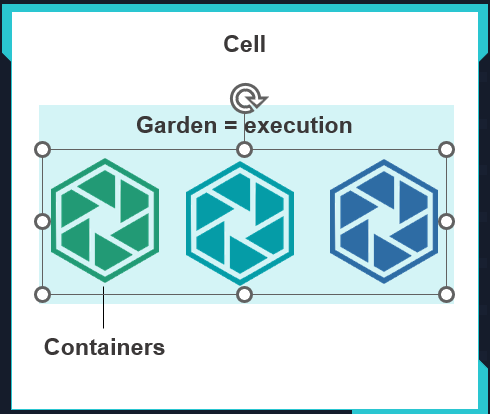 Cell
Garden = execution
Containers